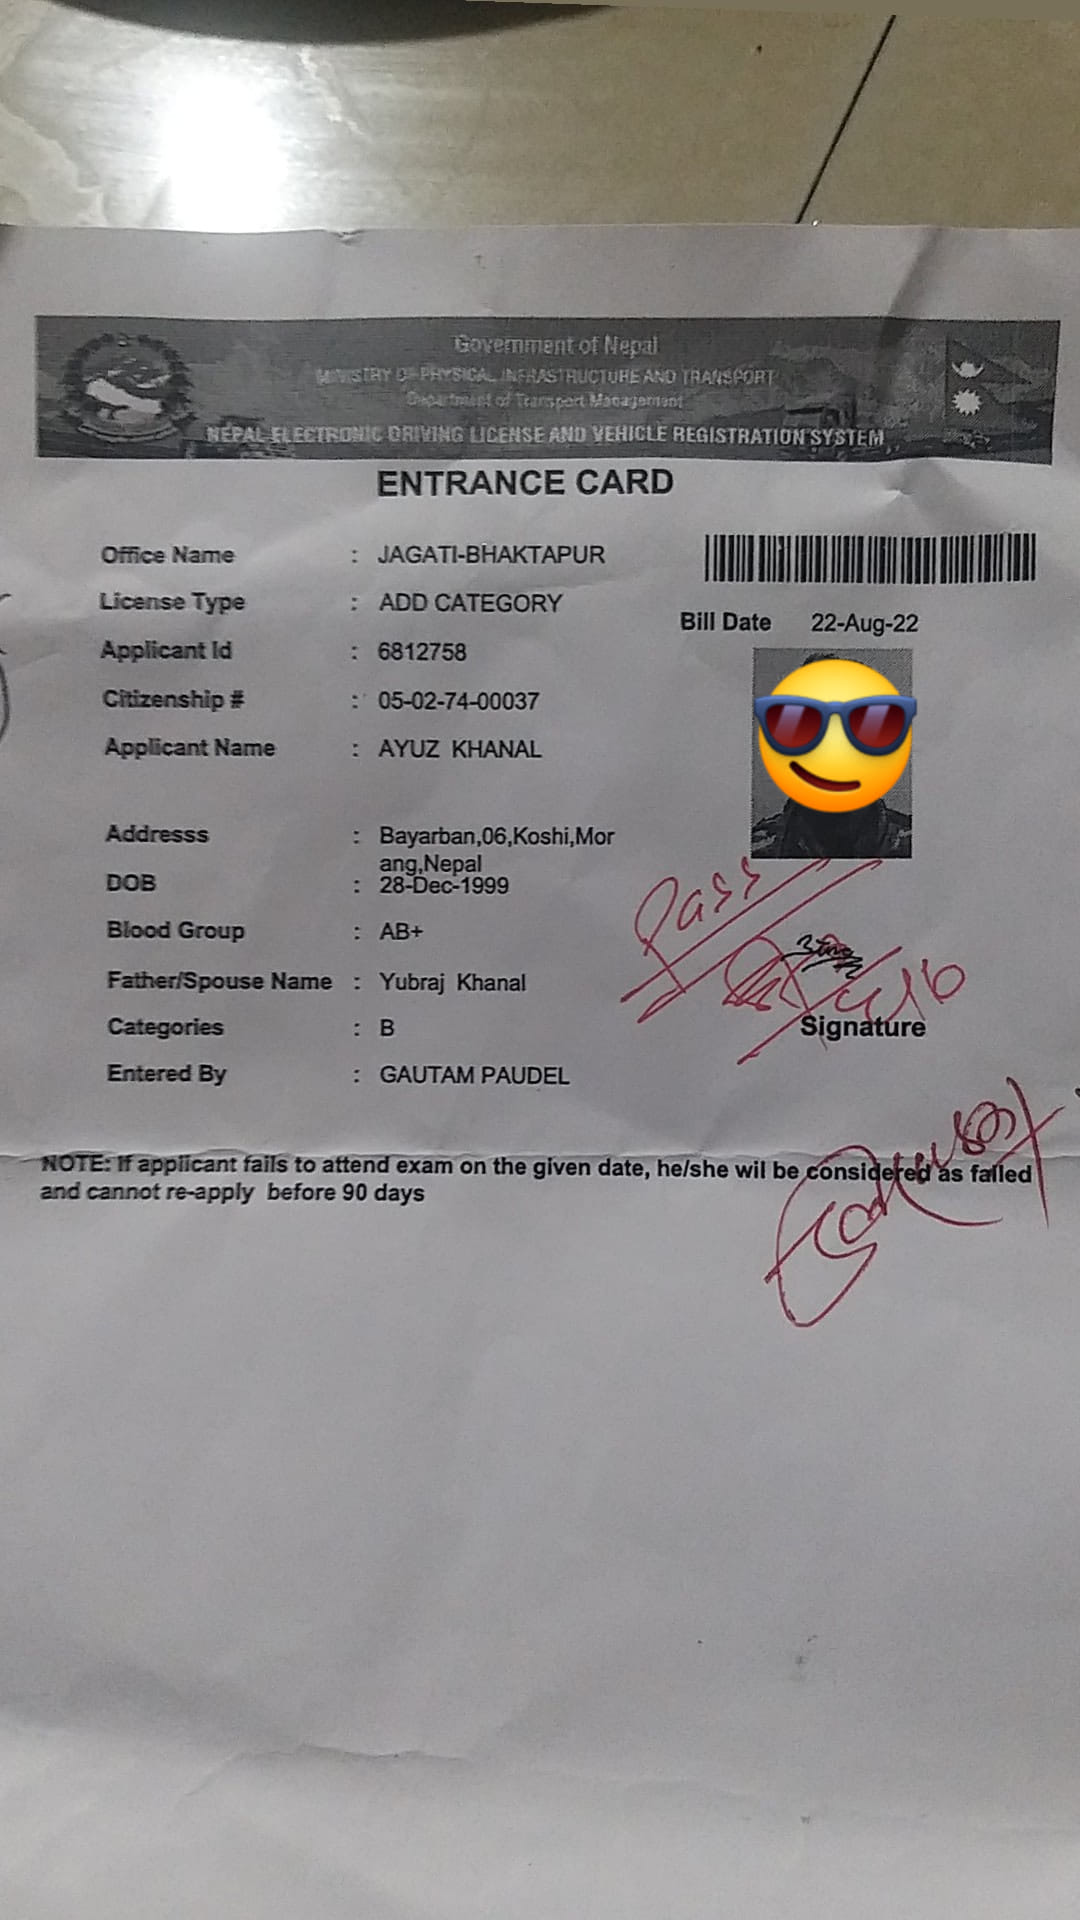 Government of Nepal
MINISTRY OF PHYSICAL INFRASTRUCTURE AND TRANSPORT
Department of Transport Management
NEPAL ELECTRONIC DRIVING LICENSE AND VEHICLE REGISTRATION SYSTEM
ENTRANCE CARD
Office Name : JAGATI-BHAKTAPUR
License Type : ADD CATEGORY
Bill Date 22-Aug-22
Applicant Id : 6812758
Citizenship # : 05-02-74-00037
Applicant Name : AYUZ KHANAL
Addresss : Bayarban,06,Koshi,Mor
ang,Nepal
DOB : 28-Dec-1999
Pass
Blood Group : AB+
Father/Spouse Name : Yubraj Khanal
Categories : B
Signature
Entered By : GAUTAM PAUDEL
NOTE: If applicant fails to attend exam on the given date, he/she wil be considered as failed
and cannot re-apply before 90 days